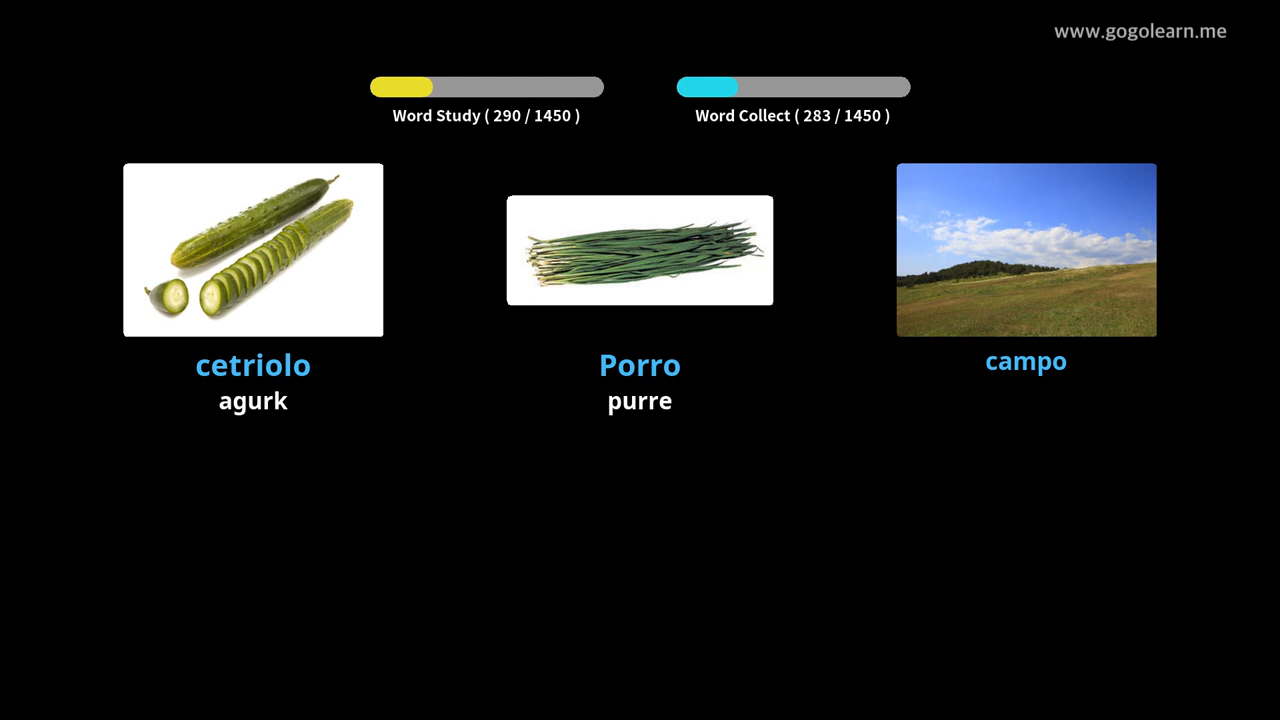 www.gogolearn.me
Word Study ( 290 / 1450 )
Word Collect ( 283 / 1450 )
cetriolo
agurk
Porro
purre
campo